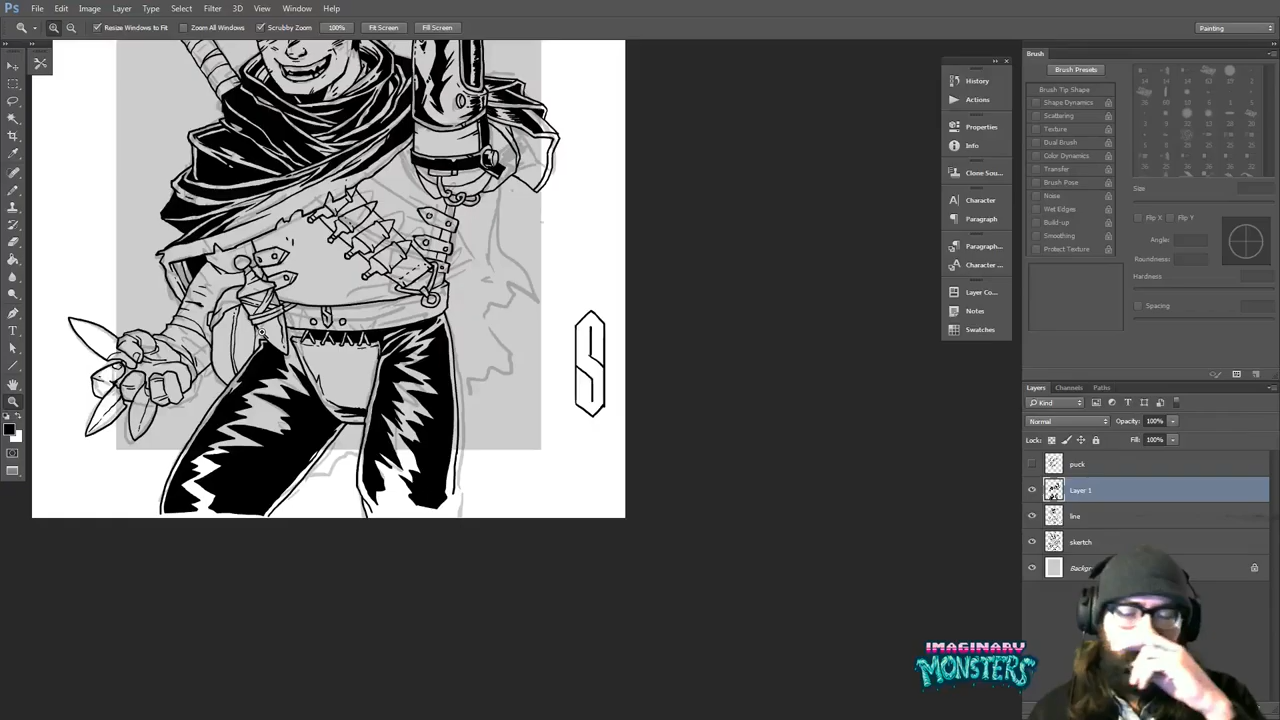 Ps File Edit Image Layer Type Select Filter 3D View Window Help
Resize Windows to Fit Zoom All Windows Scrubby Zoom 100% Fit Screen Fill Screen Painting
Brush
Brush Presets
Brush Tip Shape
Shape Dynamics
Scattering
Texture
Dual Brush
Color Dynamics
Transfer
Brush Pose
Noise
Wet Edges
Build-up
Smoothing
Protect Texture
Size
Flip X Flip Y
Angle:
Roundness:
Hardness
Spacing
History
Actions
Properties
Info
Clone Sou...
Character
Paragraph
Paragraph...
Character ...
Layer Co...
Notes
Swatches
Layers Channels Paths
Kind
Normal Opacity: 100%
Lock: Fill: 100%
puck
Layer 1
line
skertch
S
IMAGINARY
MONSTERS